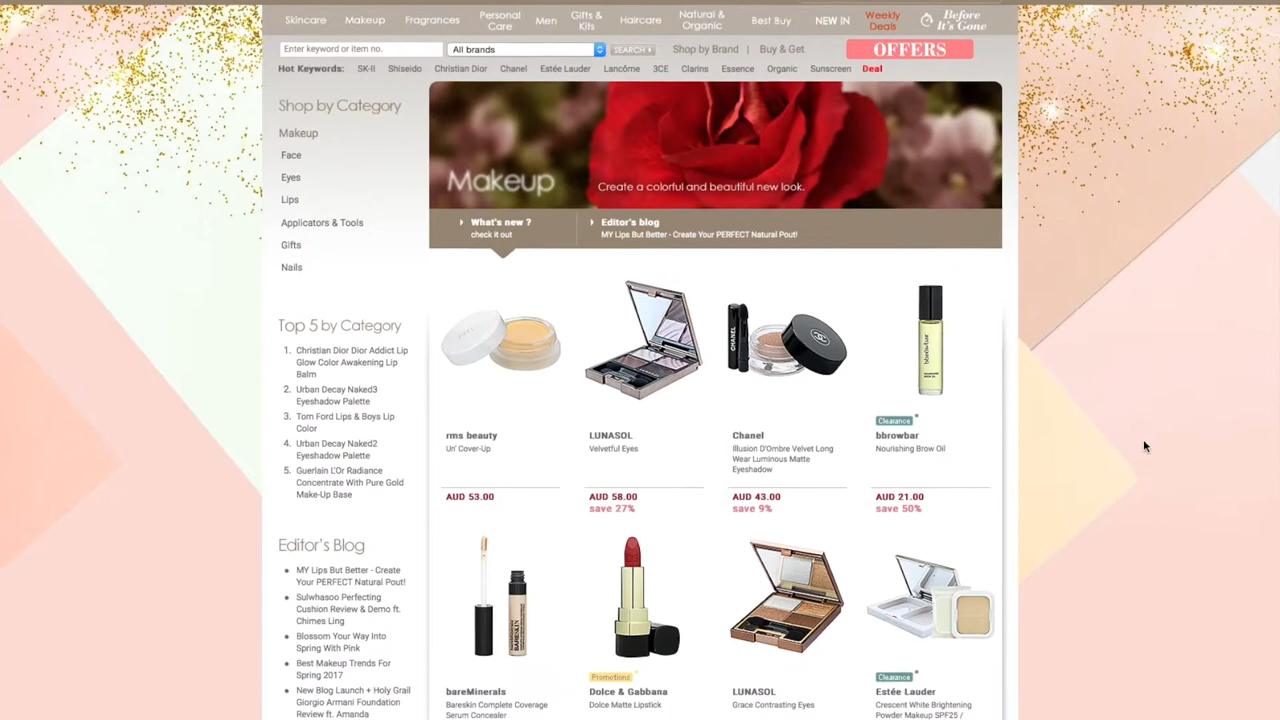 Skincare
Makeup
Fragrances
Personal
Care
Men
Gifts &
Kits
Haircare
Natural &
Organic
Best Buy
NEW IN
Weekly
Deals
Before
It's Gone
Enter keyword or item no.
All brands
SEARCH
Shop by Brand | Buy & Get
OFFERS
Hot Keywords: SK-II Shiseido Christian Dior Chanel Estée Lauder Lancôme 3CE Clarins Essence Organic Sunscreen Deal
Shop by Category
Makeup
Face
Eyes
Lips
Applicators & Tools
Gifts
Nails
Top 5 by Category
1. Christian Dior Dior Addict Lip
Glow Color Awakening Lip
Balm
2. Urban Decay Naked3
Eyeshadow Palette
3. Tom Ford Lips & Boys Lip
Color
4. Urban Decay Naked2
Eyeshadow Palette
5. Guerlain L'Or Radiance
Concentrate With Pure Gold
Make-Up Base
Editor's Blog
MY Lips But Better - Create
Your PERFECT Natural Pout!
Sulwhasoo Perfecting
Cushion Review & Demo ft.
Chimes Ling
Blossom Your Way Into
Spring With Pink
Best Makeup Trends For
Spring 2017
New Blog Launch + Holy Grail
Giorgio Armani Foundation
Review ft. Amanda
Makeup
Create a colorful and beautiful new look.
What's new ?
check it out
Editor's blog
MY Lips But Better - Create Your PERFECT Natural Pout!
rms beauty
Un' Cover-Up
AUD 53.00
LUNASOL
Velvetful Eyes
AUD 58.00
save 27%
CHANEL
Chanel
Illusion D'Ombre Velvet Long
Wear Luminous Matte
Eyeshadow
AUD 43.00
save 9%
bbrowbar
Clearance
bbrowbar
Nourishing Brow Oil
AUD 21.00
save 50%
BARESKIN
bareMinerals
Bareskin Complete Coverage
Serum Concealer
Promotions
Dolce & Gabbana
Dolce Matte Lipstick
LUNASOL
Grace Contrasting Eyes
Clearance
Estée Lauder
Crescent White Brightening
Powder Makeup SPF25 /